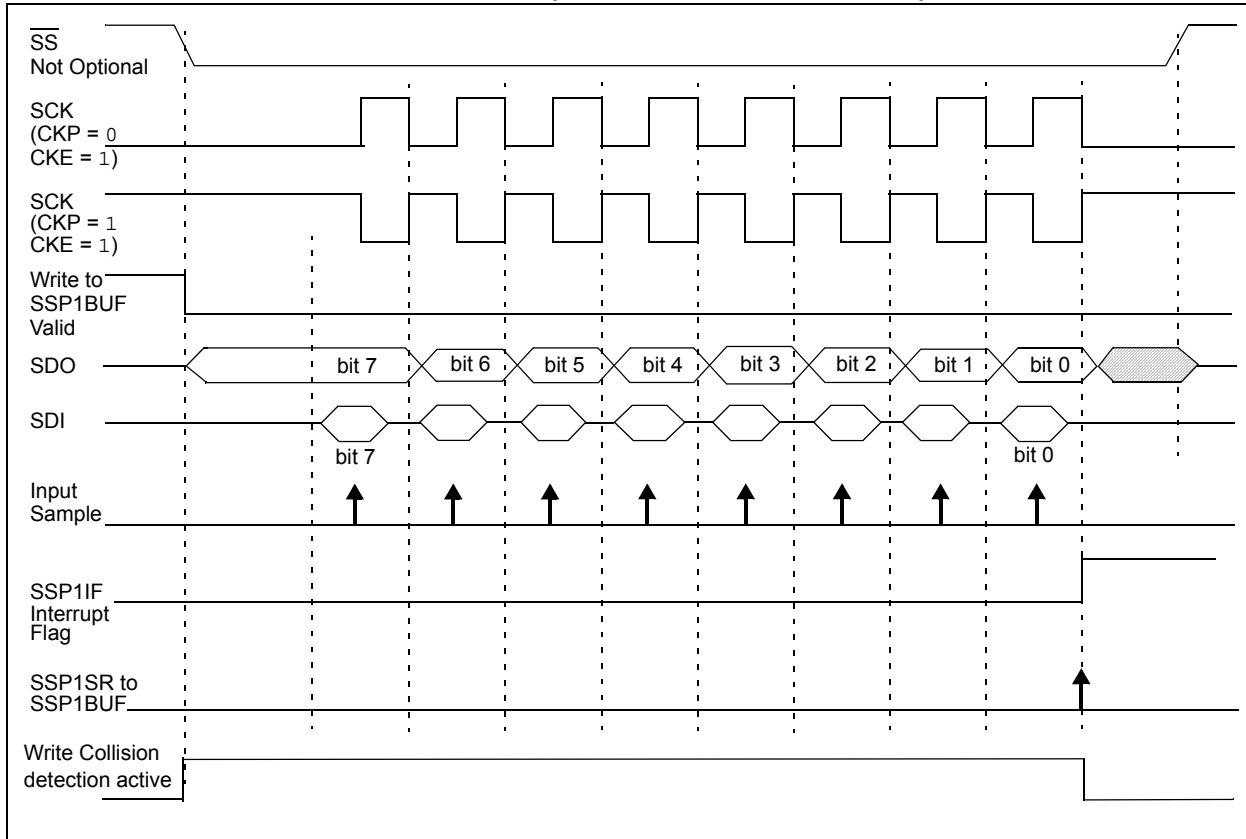 SS
Not Optional
SCK
(CKP = 0
CKE = 1)
SCK
(CKP = 1
CKE = 1)
Write to
SSP1BUF
Valid
SDO
bit 7
bit 6
bit 5
bit 4
bit 3
bit 2
bit 1
bit 0
SDI
bit 7
bit 0
Input
Sample
SSP1IF
Interrupt
Flag
SSP1SR to
SSP1BUF
Write Collision
detection active